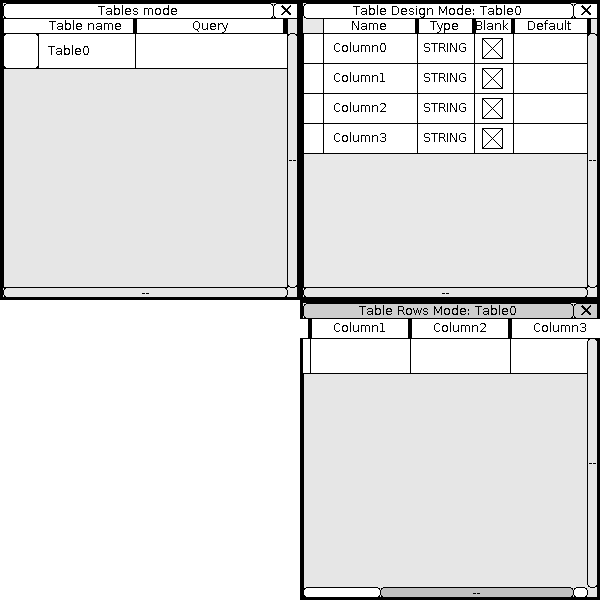 Tables mode
Table name Query
Table0
--
--
Table Design Mode: Table0
Name Type Blank Default
Column0 STRING
Column1 STRING
Column2 STRING
Column3 STRING
--
--
Table Rows Mode: Table0
Column1 Column2 Column3
--
--